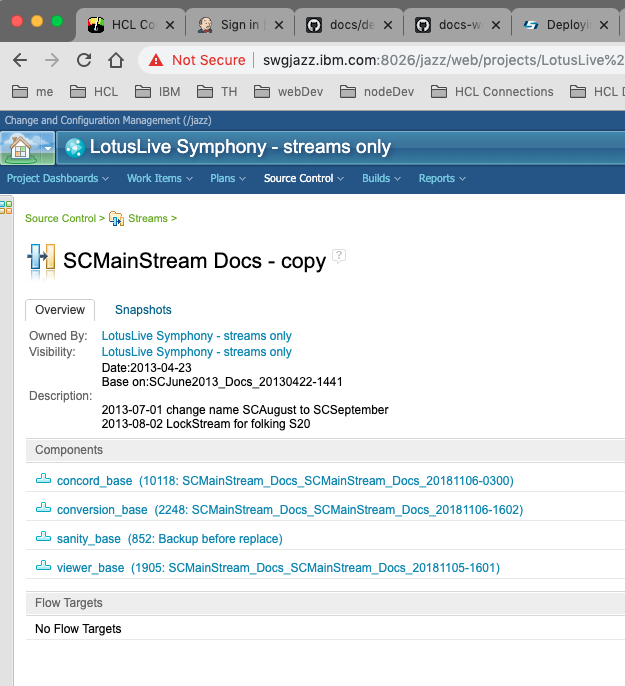 HCL Co
Sign in
docs/de
docs-w
Deployin
Not Secure
swgjazz.ibm.com:8026/jazz/web/projects/LotusLive%2
me
HCL
IBM
TH
webDev
nodeDev
HCL Connections
HCL D
Change and Configuration Management (/jazz)
LotusLive Symphony - streams only
Project Dashboards
Work Items
Plans
Source Control
Builds
Reports
Source Control >
Streams >
SCMainStream Docs - copy
?
Overview
Snapshots
Owned By: LotusLive Symphony - streams only
Visibility: LotusLive Symphony - streams only
Date:2013-04-23
Base on:SCJune2013_Docs_20130422-1441
Description:
2013-07-01 change name SCAugust to SCSeptember
2013-08-02 LockStream for folking S20
Components
concord_base (10118: SCMainStream_Docs_SCMainStream_Docs_20181106-0300)
conversion_base (2248: SCMainStream_Docs_SCMainStream_Docs_20181106-1602)
sanity_base (852: Backup before replace)
viewer_base (1905: SCMainStream_Docs_SCMainStream_Docs_20181105-1601)
Flow Targets
No Flow Targets